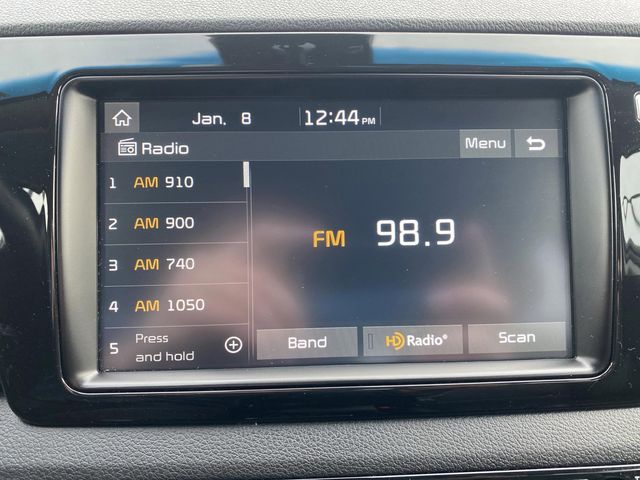 Jan. 8 12:44 PM
Radio Menu
1 AM 910
2 AM 900
3 AM 740
4 AM 1050
5 Press and hold
FM 98.9
Band HD Radio® Scan